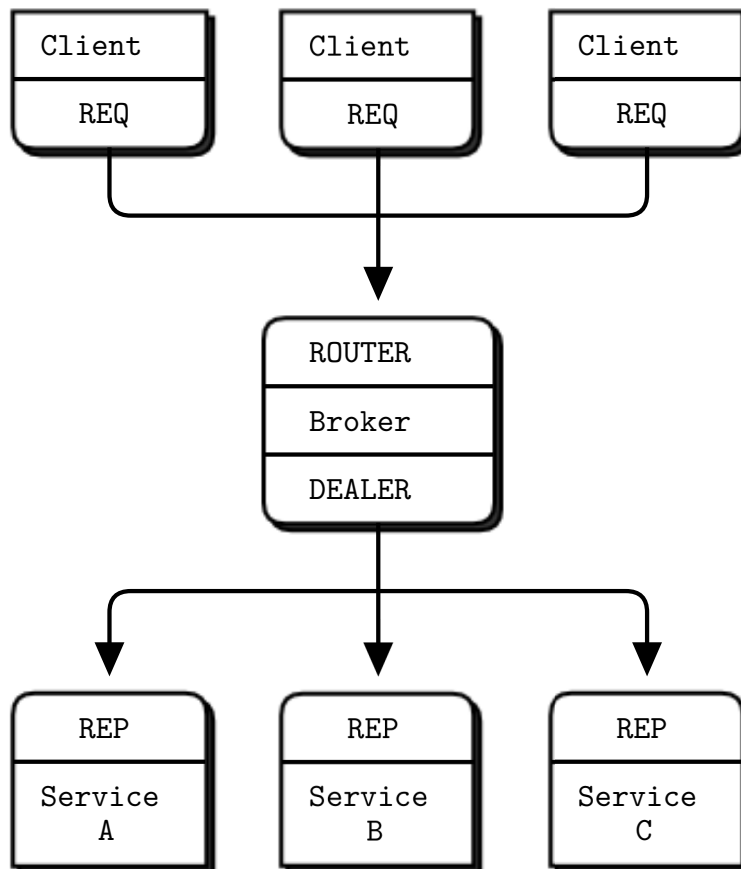 Client
REQ
Client
REQ
Client
REQ
ROUTER
Broker
DEALER
REP
Service
A
REP
Service
B
REP
Service
C